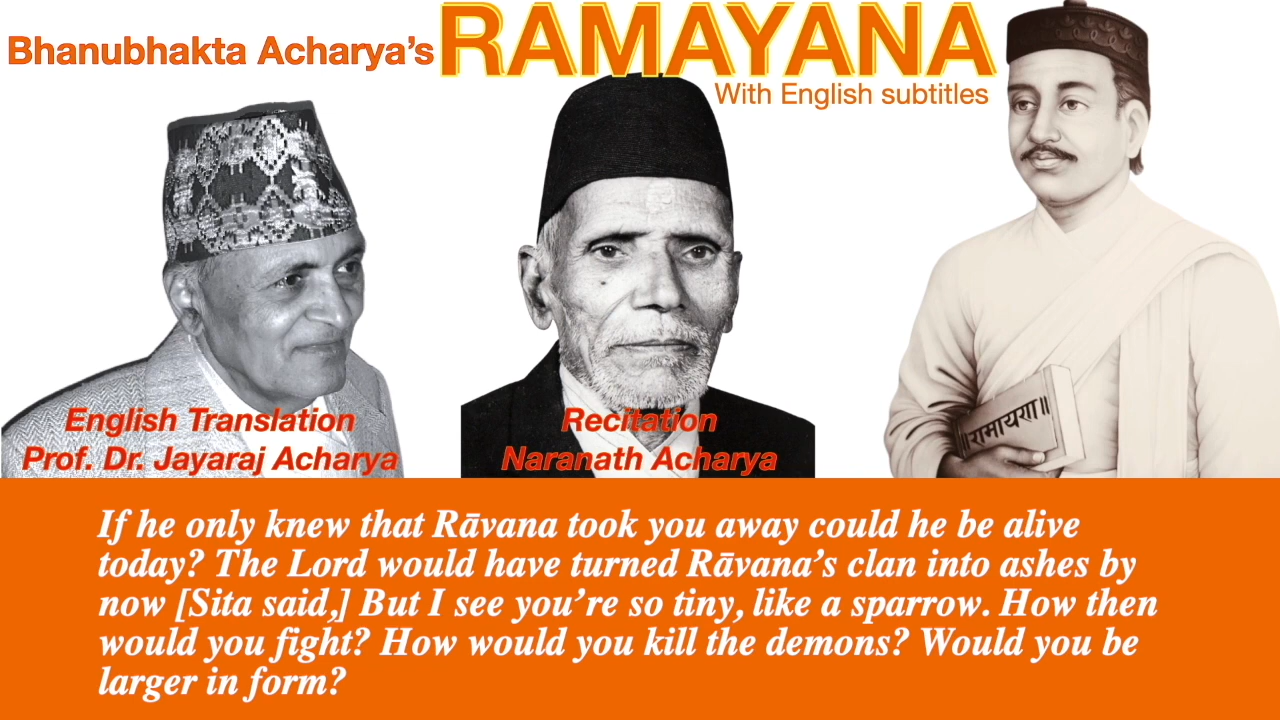 Bhanubhakta Acharya's RAMAYANA
With English subtitles
English Translation
Prof. Dr. Jayaraj Acharya
Recitation
Naranath Acharya
॥रामायण॥
If he only knew that Rāvana took you away could he be alive
today? The Lord would have turned Rāvana’s clan into ashes by
now [Sita said,] But I see you’re so tiny, like a sparrow. How then
would you fight? How would you kill the demons? Would you be
larger in form?